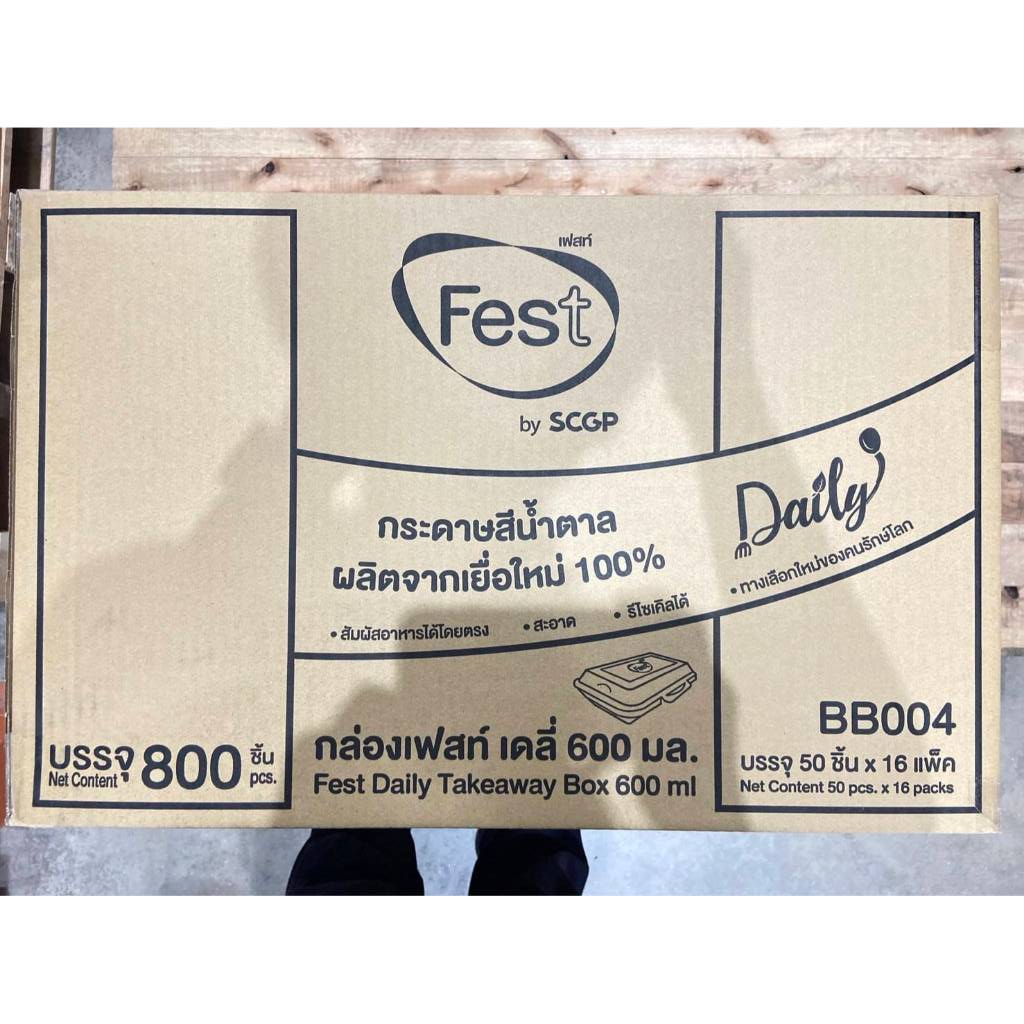 เฟสท์
Fest
by SCGP
กระดาษสีน้ำตาล
ผลิตจากเยื่อใหม่ 100%
• สัมผัสอาหารได้โดยตรง • สะอาด • รีไซเคิลได้
Daily
• ทางเลือกใหม่ของคนรักษ์โลก
Fest
บรรจุ 800 ชิ้น
Net Content pcs.
กล่องเฟสท์ เดลี่ 600 มล.
Fest Daily Takeaway Box 600 ml
BB004
บรรจุ 50 ชิ้น x 16 แพ็ค
Net Content 50 pcs. x 16 packs